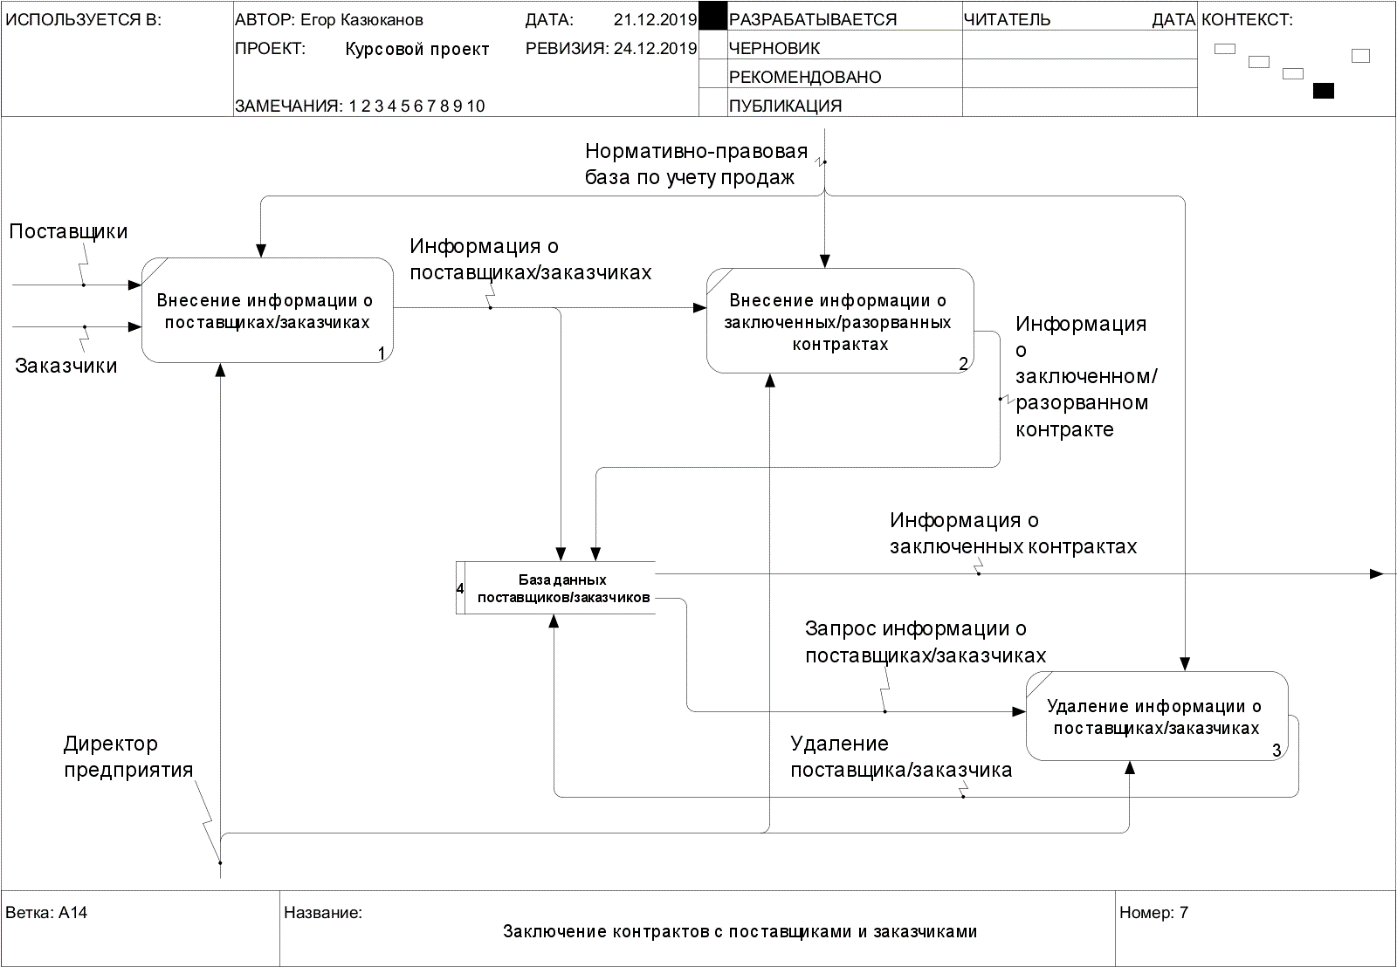 ИСПОЛЬЗУЕТСЯ В:
АВТОР: Егор Казюканов
ДАТА: 21.12.2019
РАЗРАБАТЫВАЕТСЯ
ЧИТАТЕЛЬ
ДАТА
КОНТЕКСТ:
ПРОЕКТ: Курсовой проект
РЕВИЗИЯ: 24.12.2019
ЧЕРНОВИК
РЕКОМЕНДОВАНО
ЗАМЕЧАНИЯ: 1 2 3 4 5 6 7 8 9 10
ПУБЛИКАЦИЯ
Нормативно-правовая
база по учету продаж
Поставщики
Информация о
поставщиках/заказчиках
Внесение информации о
поставщиках/заказчиках
1
Заказчики
Внесение информации о
заключенных/разорванных
контрактах
2
Информация
о
заключенном/
разорванном
контракте
Информация о
заключенных контрактах
4
База данных
поставщиков/заказчиков
Запрос информации о
поставщиках/заказчиках
Удаление информации о
поставщиках/заказчиках
3
Директор
предприятия
Удаление
поставщика/заказчика
Ветка: A14
Название:
Заключение контрактов с поставщиками и заказчиками
Номер: 7